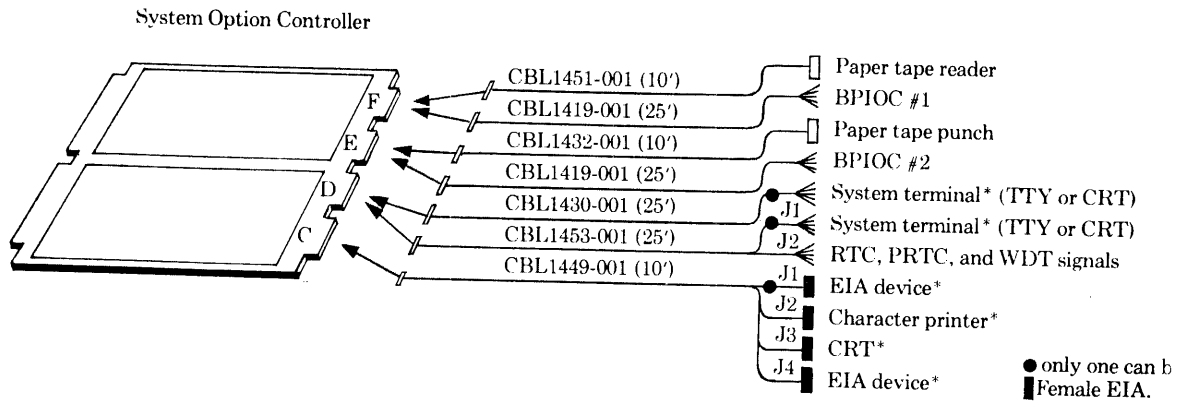 System Option Controller
F
E
D
C
CBL1451-001 (10′)
Paper tape reader
CBL1419-001 (25′)
BPIOC #1
CBL1432-001 (10′)
Paper tape punch
CBL1419-001 (25′)
BPIOC #2
CBL1430-001 (25′)
System terminal* (TTY or CRT)
CBL1453-001 (25′)
J1
System terminal* (TTY or CRT)
J2
RTC, PRTC, and WDT signals
CBL1449-001 (10′)
J1
EIA device*
J2
Character printer*
J3
CRT*
J4
EIA device*
only one can b
Female EIA.